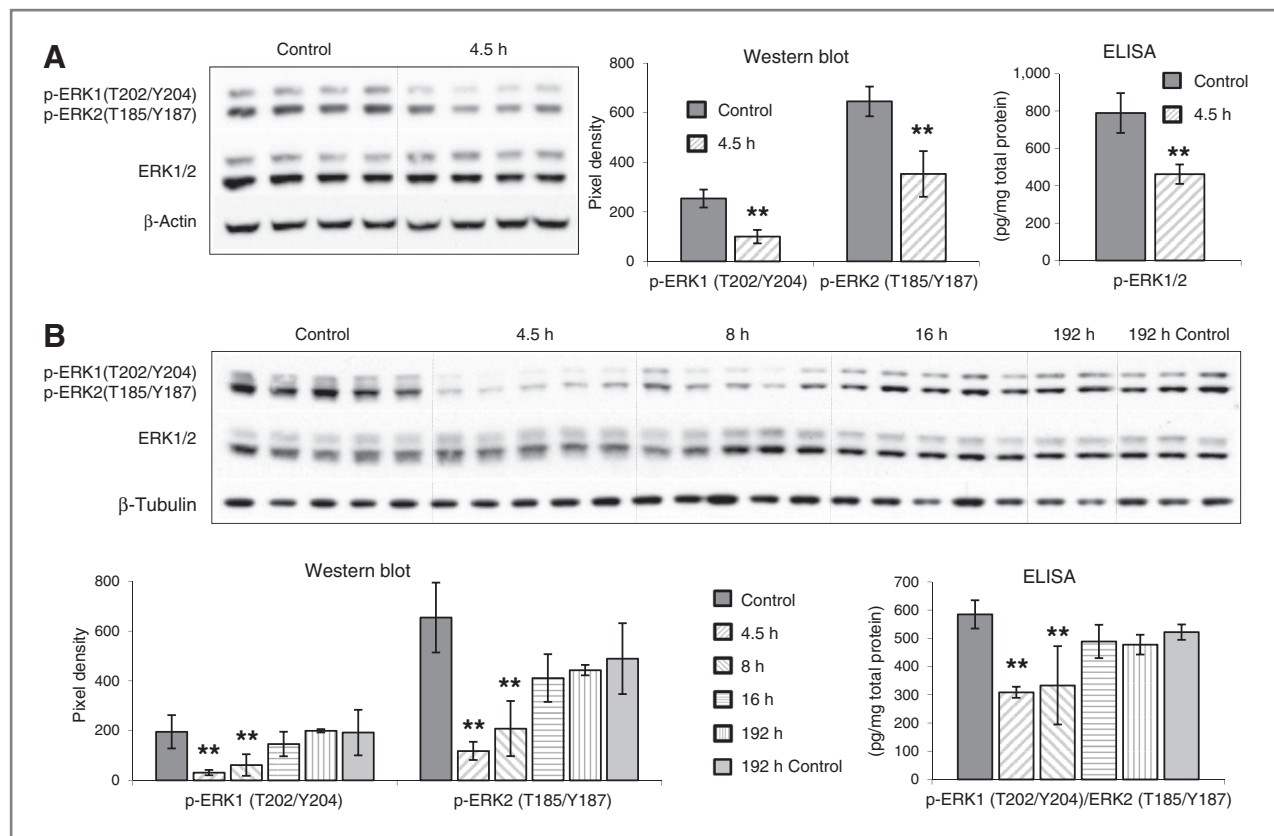 A
Control 4.5 h
p-ERK1(T202/Y204)
p-ERK2(T185/Y187)
ERK1/2
β-Actin
Western blot
Pixel density
800
600
400
200
0
Control
4.5 h
**
**
p-ERK1 (T202/Y204) p-ERK2 (T185/Y187)
ELISA
(pg/mg total protein)
1,000
800
600
400
200
0
Control
4.5 h
**
p-ERK1/2
B
Control 4.5 h 8 h 16 h 192 h 192 h Control
p-ERK1(T202/Y204)
p-ERK2(T185/Y187)
ERK1/2
β-Tubulin
Western blot
Pixel density
800
600
400
200
0
** **
** **
p-ERK1 (T202/Y204) p-ERK2 (T185/Y187)
Control
4.5 h
8 h
16 h
192 h
192 h Control
ELISA
(pg/mg total protein)
700
600
500
400
300
200
100
0
** **
p-ERK1 (T202/Y204)/ERK2 (T185/Y187)